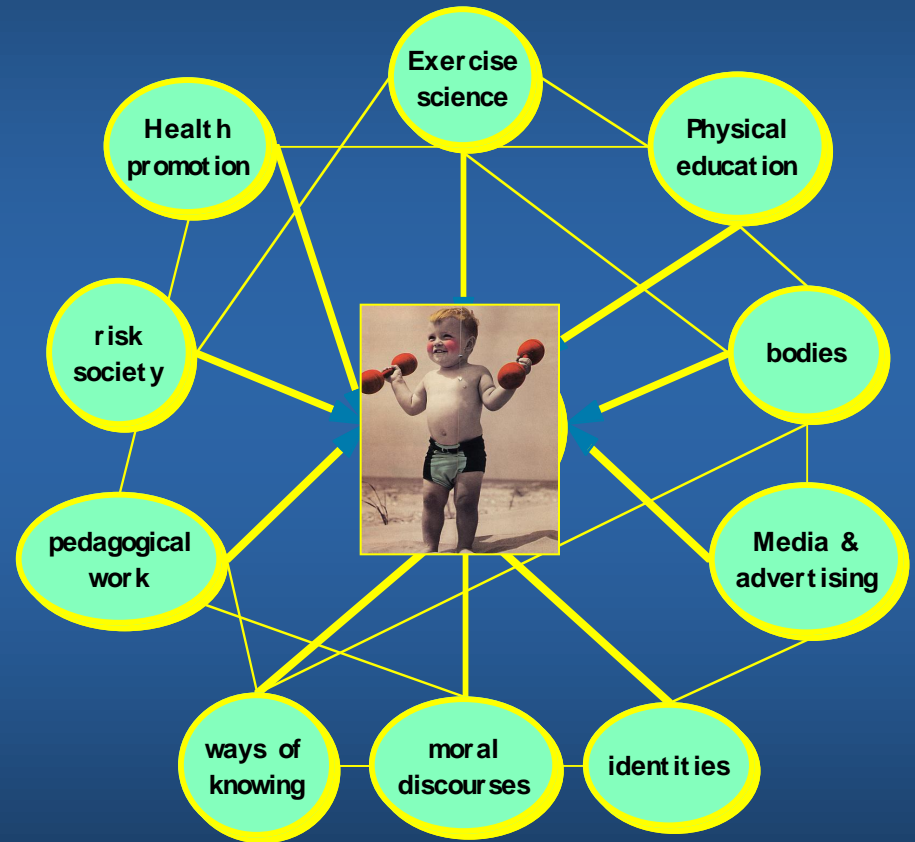 Exercise
science
Health
promotion
Physical
education
risk
society
bodies
pedagogical
work
Media &
advertising
ways of
knowing
moral
discourses
identities